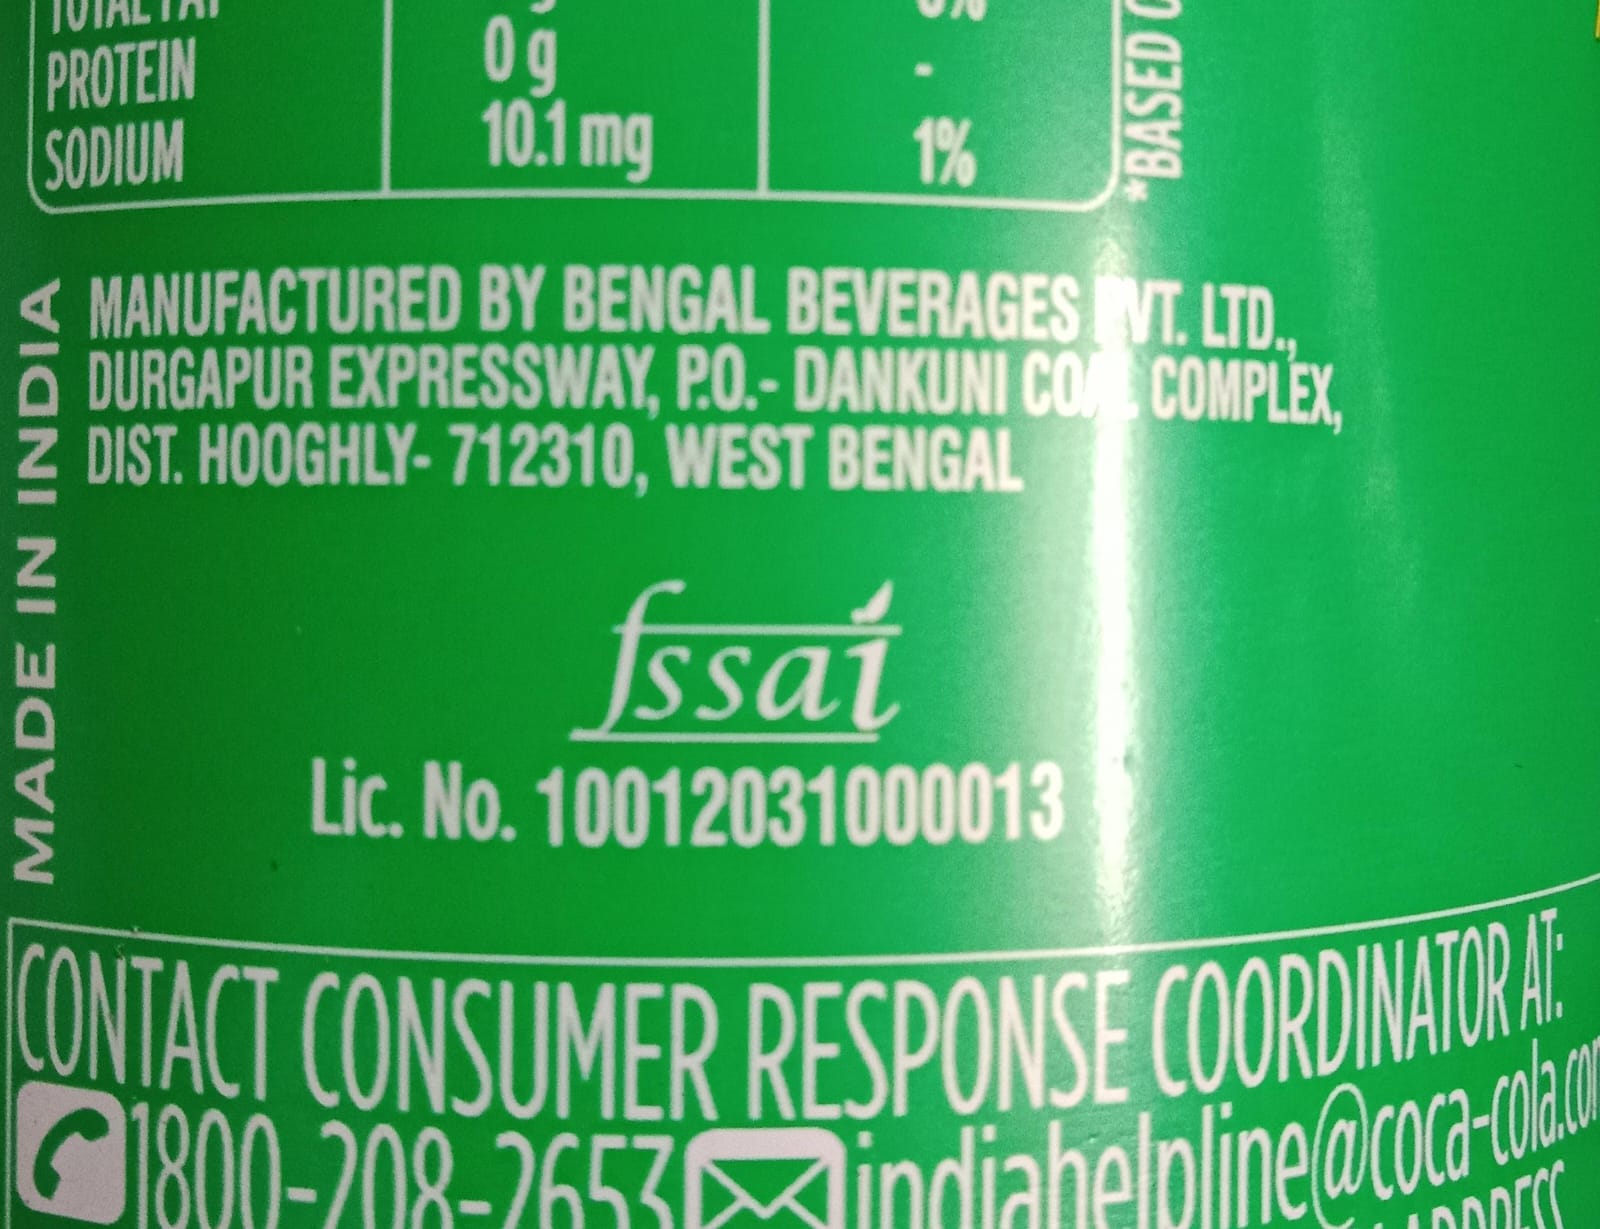 PROTEIN 0 g -
SODIUM 10.1 mg 1%
*BASED
MADE IN INDIA
MANUFACTURED BY BENGAL BEVERAGES PVT. LTD.,
DURGAPUR EXPRESSWAY, P.O.- DANKUNI COAL COMPLEX,
DIST. HOOGHLY- 712310, WEST BENGAL
fssai
Lic. No. 10012031000013
CONTACT CONSUMER RESPONSE COORDINATOR AT:
1800-208-2653 indiahelpline@coca-cola.com